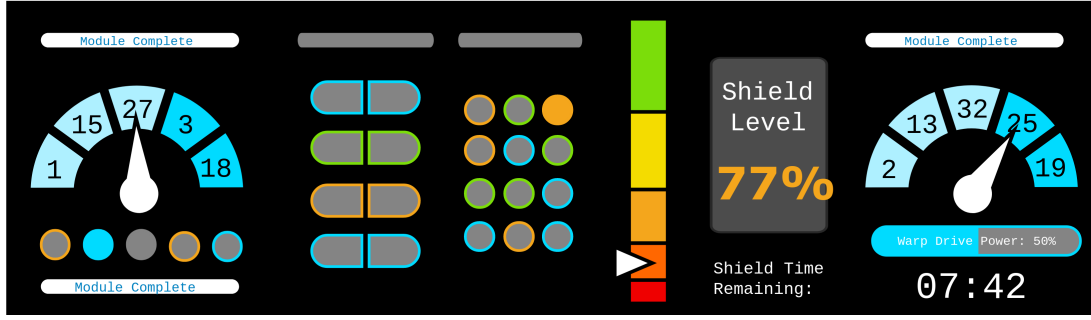 Module Complete
1
15
27
3
18
Module Complete
Shield
Level
77%
Shield Time
Remaining:
Module Complete
2
13
32
25
19
Warp Drive Power: 50%
07:42